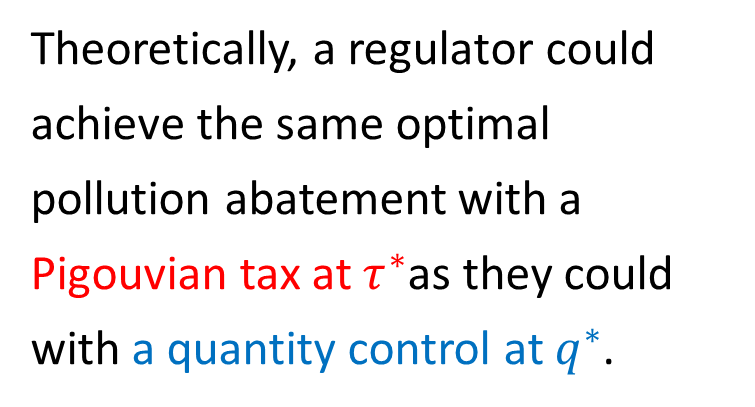 Theoretically, a regulator could
achieve the same optimal
pollution abatement with a
Pigouvian tax at τ* as they could
with a quantity control at q*.